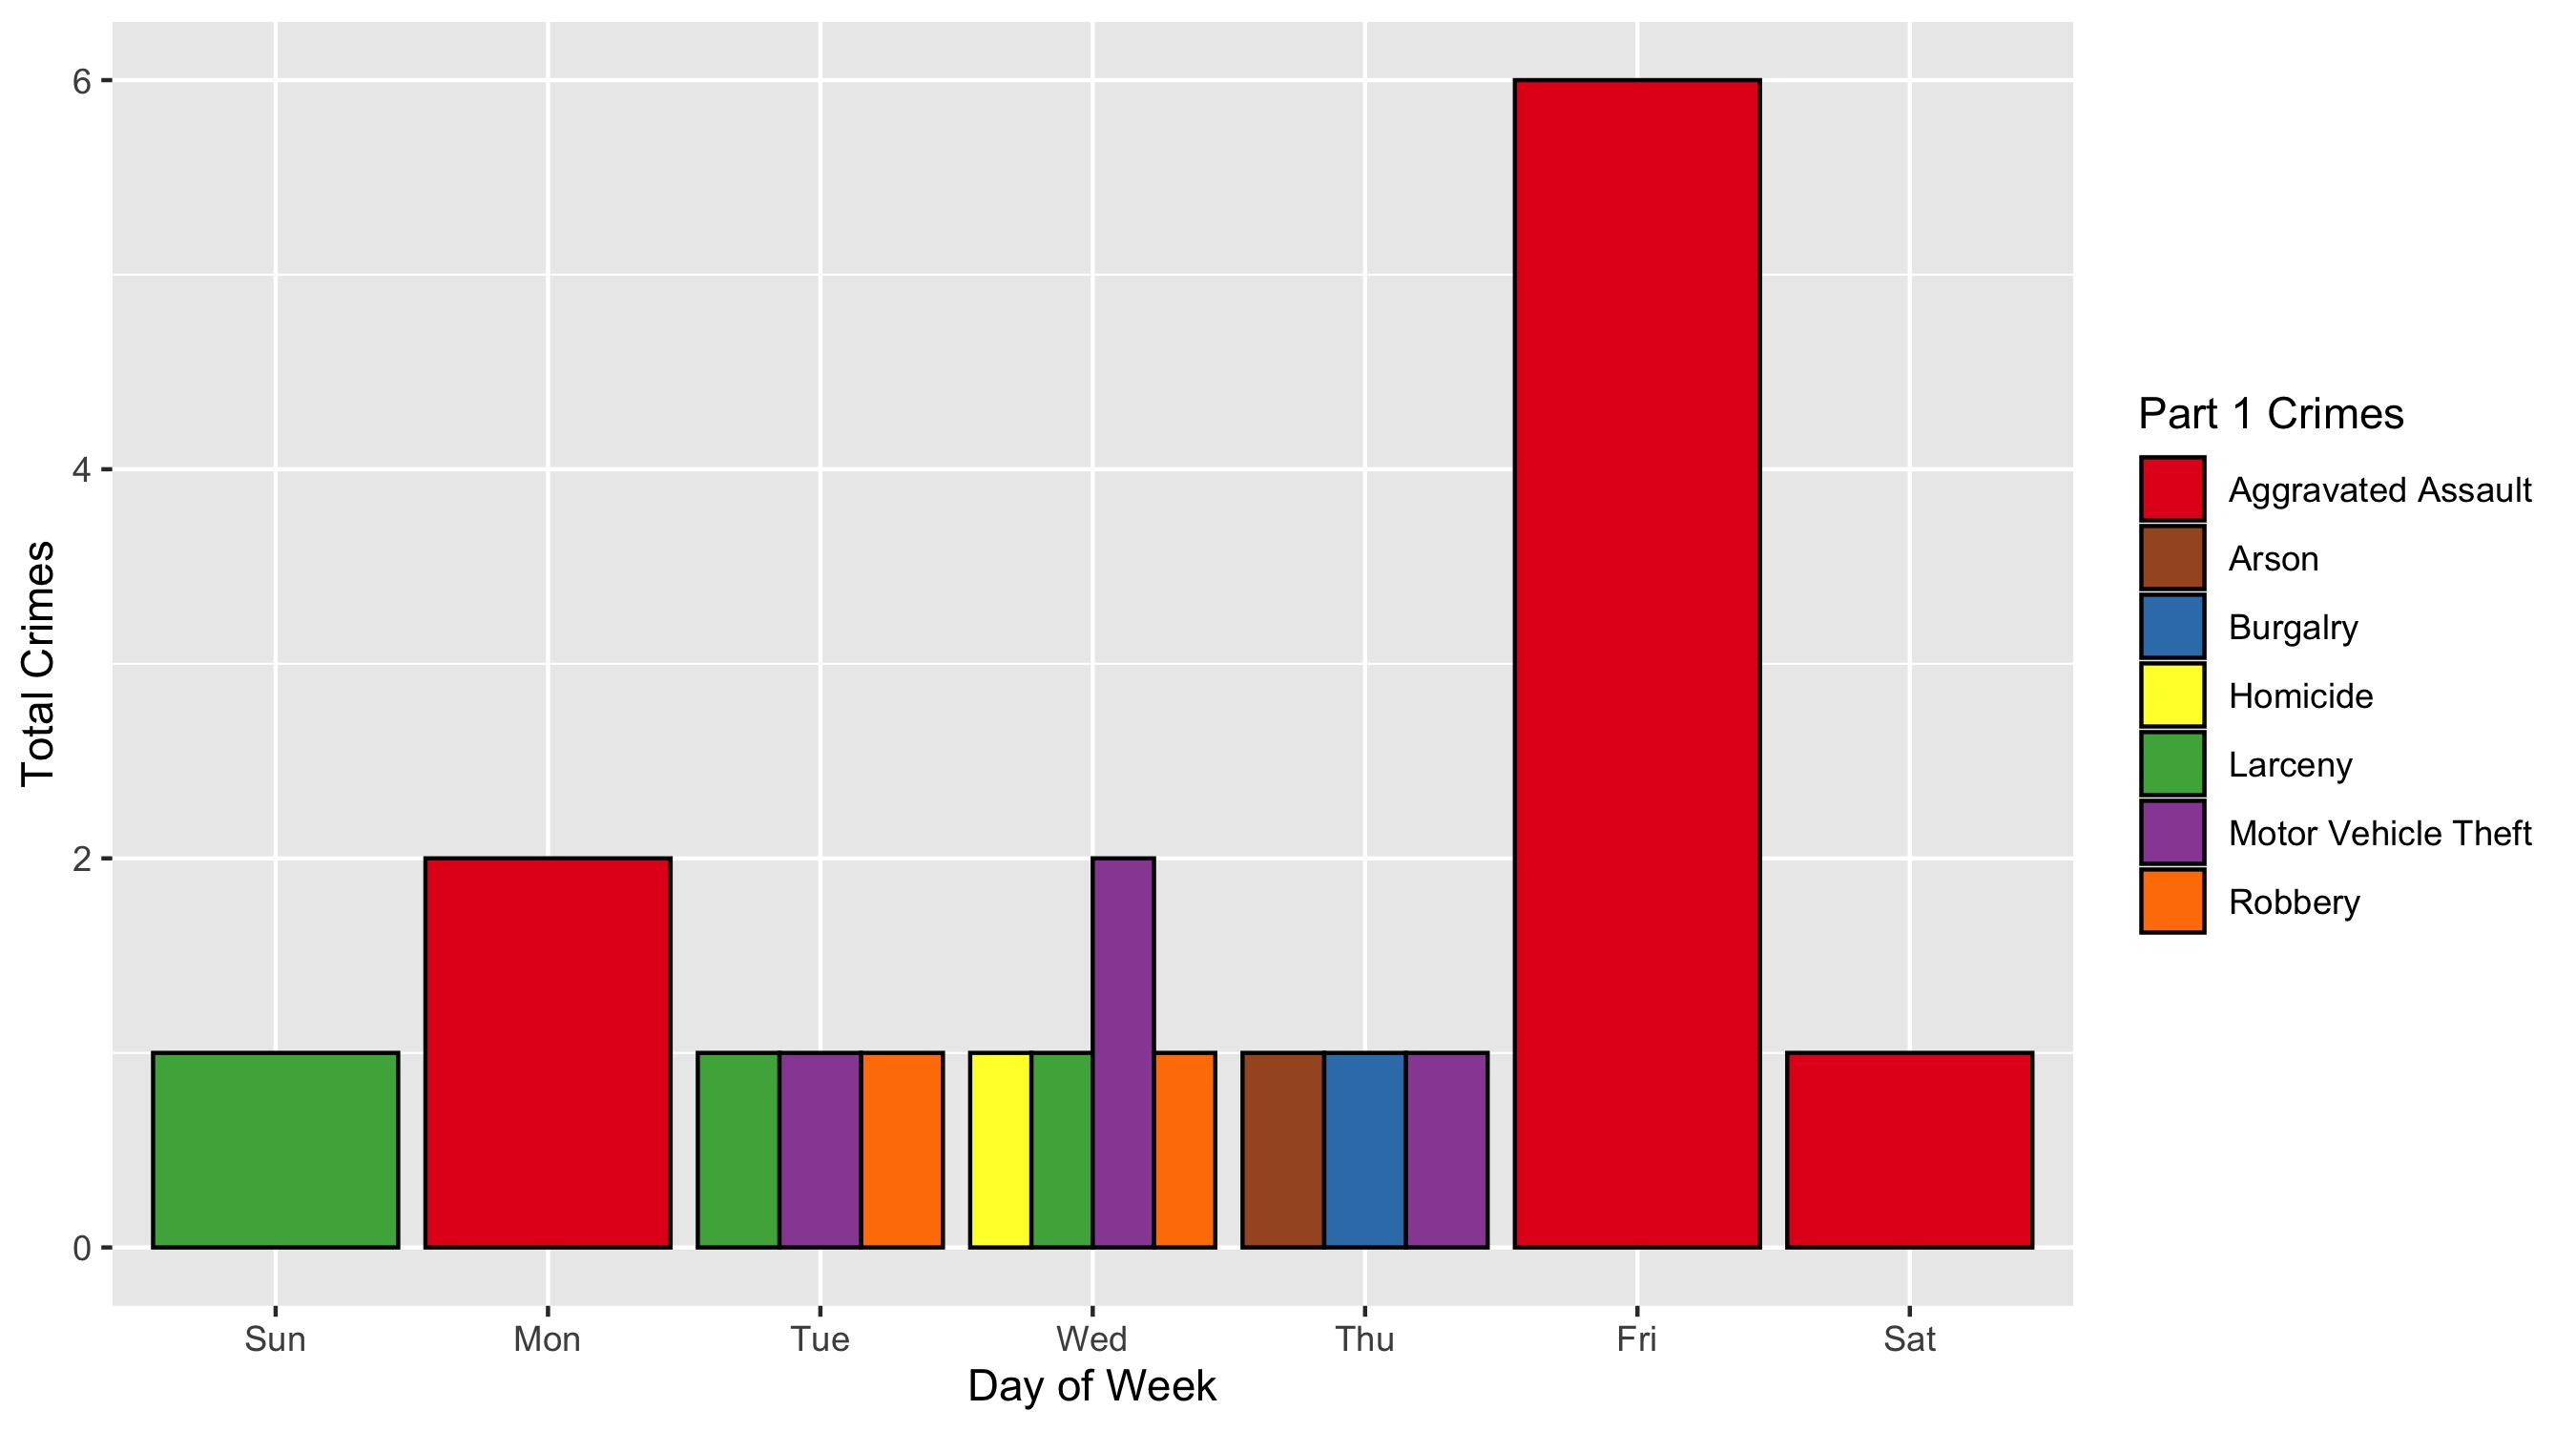 Total Crimes
6
4
2
0
Sun Mon Tue Wed Thu Fri Sat
Day of Week
Part 1 Crimes
Aggravated Assault
Arson
Burgalry
Homicide
Larceny
Motor Vehicle Theft
Robbery